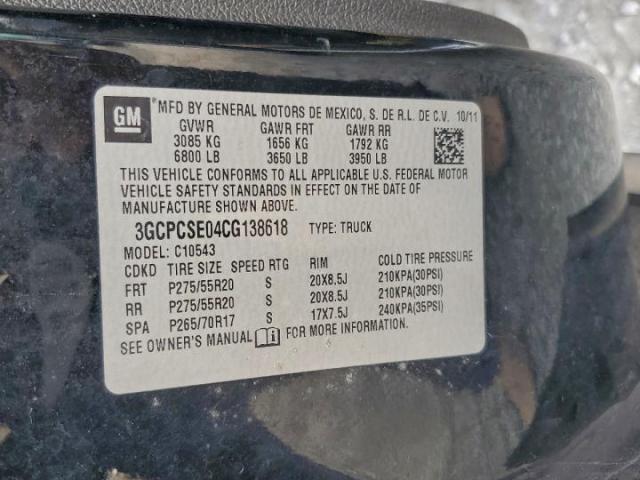 GM
MFD BY GENERAL MOTORS DE MEXICO, S. DE R.L. DE C.V. 10/11
GVWR GAWR FRT GAWR RR
3085 KG 1656 KG 1792 KG
6800 LB 3650 LB 3950 LB
THIS VEHICLE CONFORMS TO ALL APPLICABLE U.S. FEDERAL MOTOR
VEHICLE SAFETY STANDARDS IN EFFECT ON THE DATE OF
MANUFACTURE SHOWN ABOVE.
3GCPCSE04CG138618 TYPE: TRUCK
MODEL: C10543
CDKD TIRE SIZE SPEED RTG RIM COLD TIRE PRESSURE
FRT P275/55R20 S 20X8.5J 210KPA(30PSI)
RR P275/55R20 S 20X8.5J 210KPA(30PSI)
SPA P265/70R17 S 17X7.5J 240KPA(35PSI)
SEE OWNER'S MANUAL FOR MORE INFORMATION.